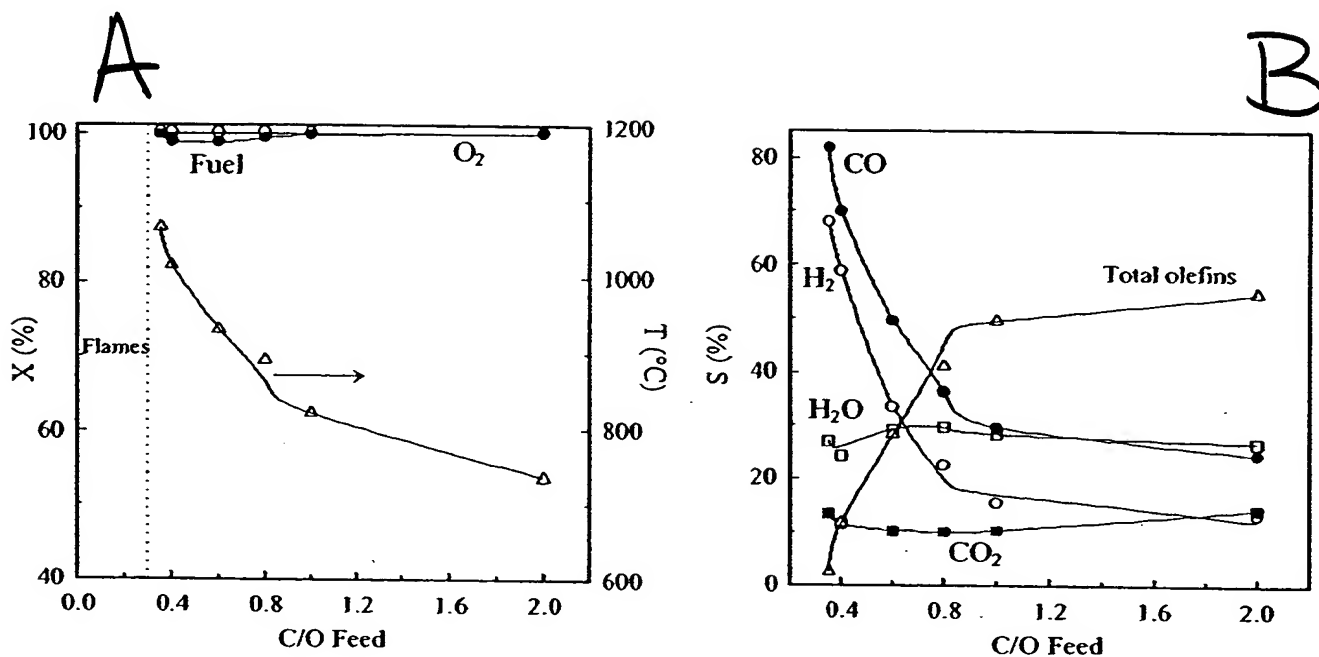 A
B
100
80
60
40
X (%)
Flames
Fuel
O₂
1200
1000
800
600
T (°C)
0.0 0.4 0.8 1.2 1.6 2.0
C/O Feed
80
60
40
20
0
S (%)
CO
H₂
H₂O
CO₂
Total olefins
0.4 0.8 1.2 1.6 2.0
C/O Feed